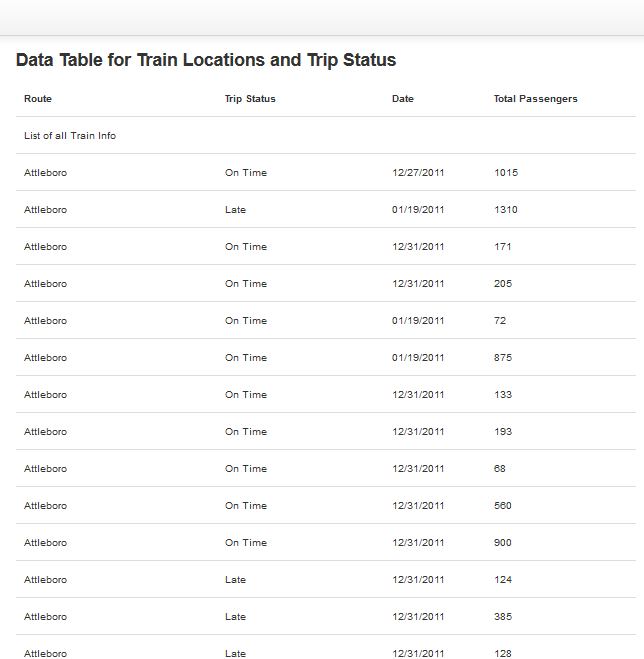 Data Table for Train Locations and Trip Status
Route Trip Status Date Total Passengers
List of all Train Info
Attleboro On Time 12/27/2011 1015
Attleboro Late 01/19/2011 1310
Attleboro On Time 12/31/2011 171
Attleboro On Time 12/31/2011 205
Attleboro On Time 01/19/2011 72
Attleboro On Time 01/19/2011 875
Attleboro On Time 12/31/2011 133
Attleboro On Time 12/31/2011 193
Attleboro On Time 12/31/2011 68
Attleboro On Time 12/31/2011 560
Attleboro On Time 12/31/2011 900
Attleboro Late 12/31/2011 124
Attleboro Late 12/31/2011 385
Attleboro Late 12/31/2011 128